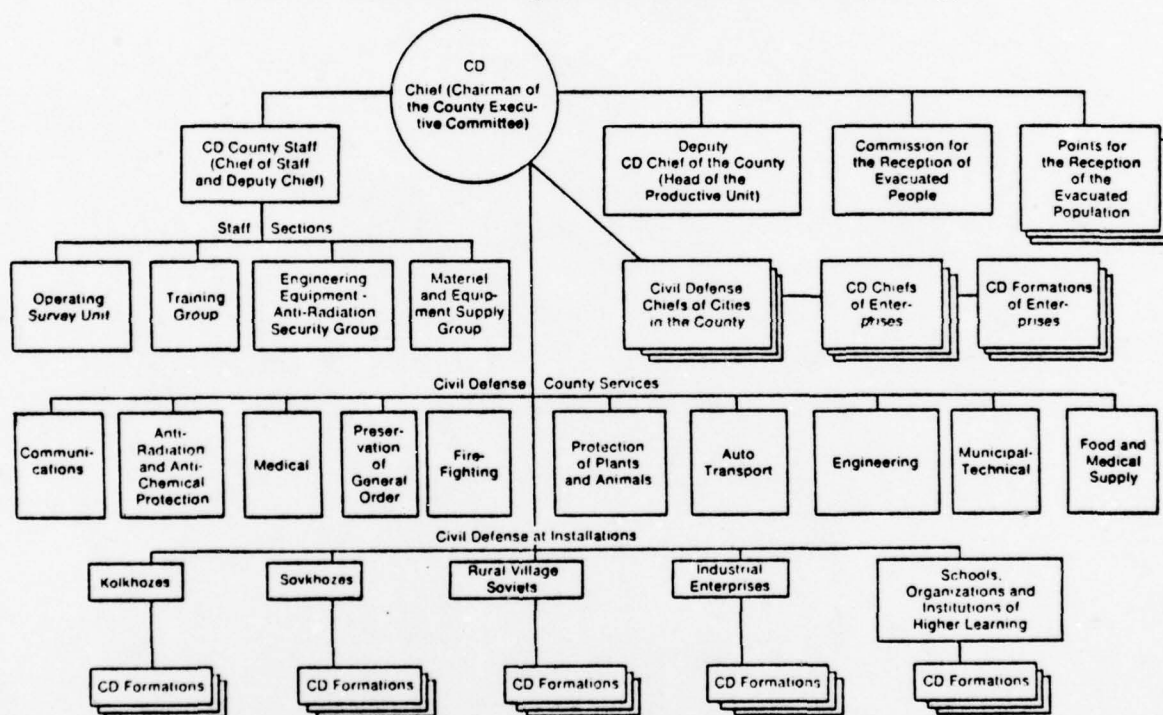 CD
Chief (Chairman of
the County Execu-
tive Committee)
CD County Staff
(Chief of Staff
and Deputy Chief)
Deputy
CD Chief of the County
(Head of the
Productive Unit)
Commission for
the Reception of
Evacuated
People
Points for
the Reception
of the
Evacuated
Population
Staff Sections
Operating
Survey Unit
Training
Group
Engineering
Equipment -
Anti-Radiation
Security Group
Materiel
and Equip-
ment Supply
Group
Civil Defense
Chiefs of Cities
in the County
CD Chiefs
of Enter-
prises
CD Formations
of Enter-
prises
Civil Defense County Services
Communi-
cations
Anti-
Radiation
and Anti-
Chemical
Protection
Medical
Preser-
vation
of
General
Order
Fire-
Fighting
Protection
of Plants
and Animals
Auto
Transport
Engineering
Municipal-
Technical
Food and
Medical
Supply
Civil Defense at Installations
Kolkhozes
Sovkhozes
Rural Village
Soviets
Industrial
Enterprises
Schools,
Organizations and
Institutions of
Higher Learning
CD Formations
CD Formations
CD Formations
CD Formations
CD Formations